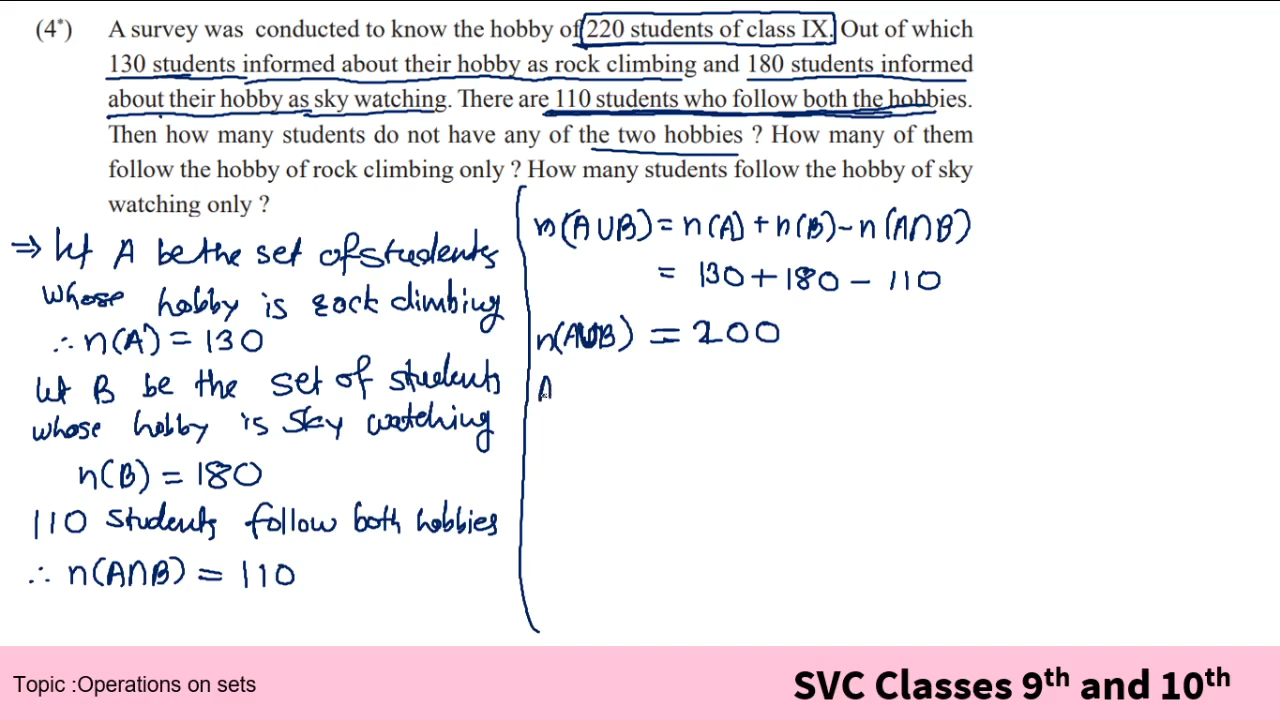 (4*) A survey was conducted to know the hobby of 220 students of class IX. Out of which
130 students informed about their hobby as rock climbing and 180 students informed
about their hobby as sky watching. There are 110 students who follow both the hobbies.
Then how many students do not have any of the two hobbies ? How many of them
follow the hobby of rock climbing only ? How many students follow the hobby of sky
watching only ?
⇒ let A be the set of students
whose hobby is rock climbing
∴ n(A) = 130
let B be the set of students
whose hobby is sky watching
n(B) = 180
110 students follow both hobbies
∴ n(A∩B) = 110
n(A∪B) = n(A) + n(B) − n(A∩B)
= 130 + 180 − 110
n(A∪B) = 200
A
Topic :Operations on sets
SVC Classes 9th and 10th